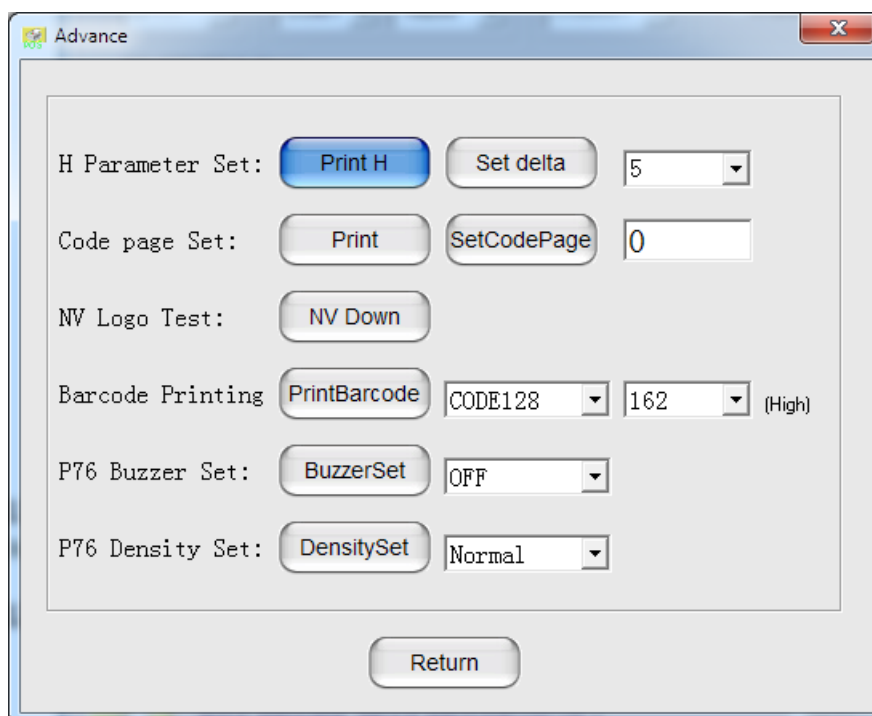 Advance
H Parameter Set: Print H Set delta 5
Code page Set: Print SetCodePage 0
NV Logo Test: NV Down
Barcode Printing PrintBarcode CODE128 162 (High)
P76 Buzzer Set: BuzzerSet OFF
P76 Density Set: DensitySet Normal
Return